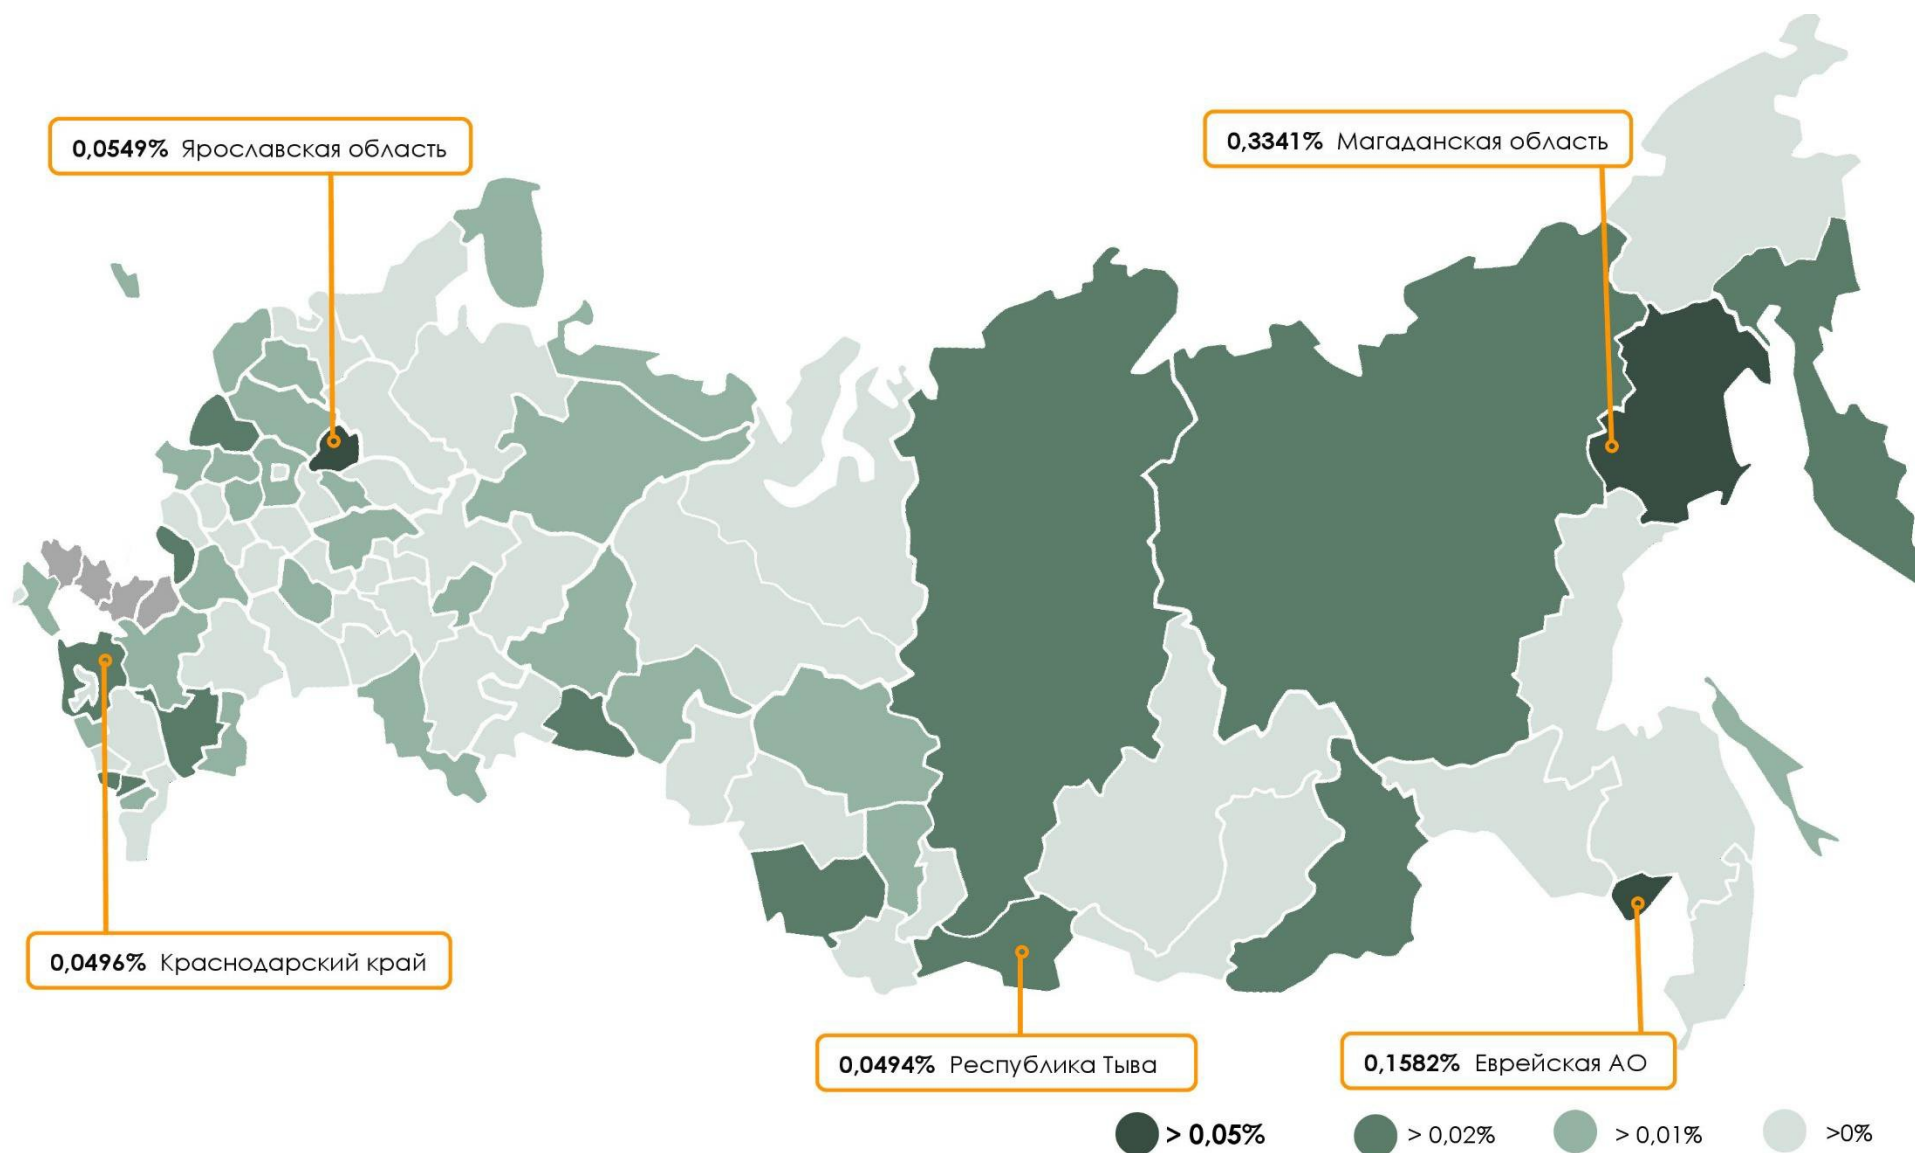 0,0549% Ярославская область
0,3341% Магаданская область
0,0496% Краснодарский край
0,0494% Республика Тыва
0,1582% Еврейская АО
> 0,05%
> 0,02%
> 0,01%
>0%